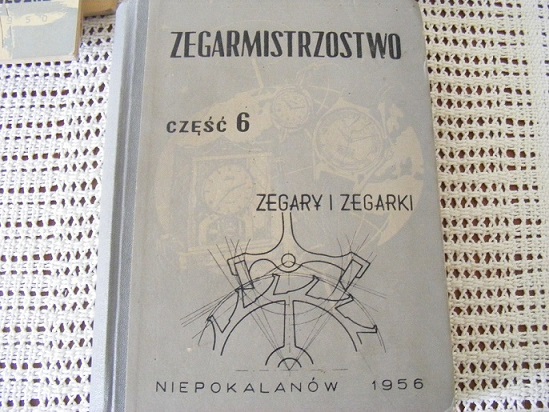 ZEGARMISTRZOSTWO
CZĘŚĆ 6
ZEGARY I ZEGARKI
NIEPOKALANÓW 1956